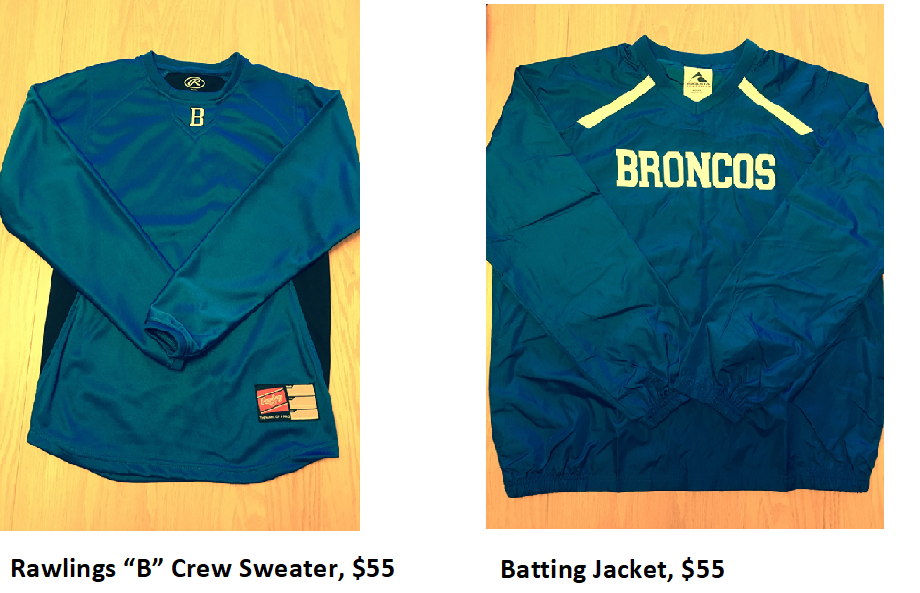 B
BRONCOS
Rawlings “B” Crew Sweater, $55
Batting Jacket, $55